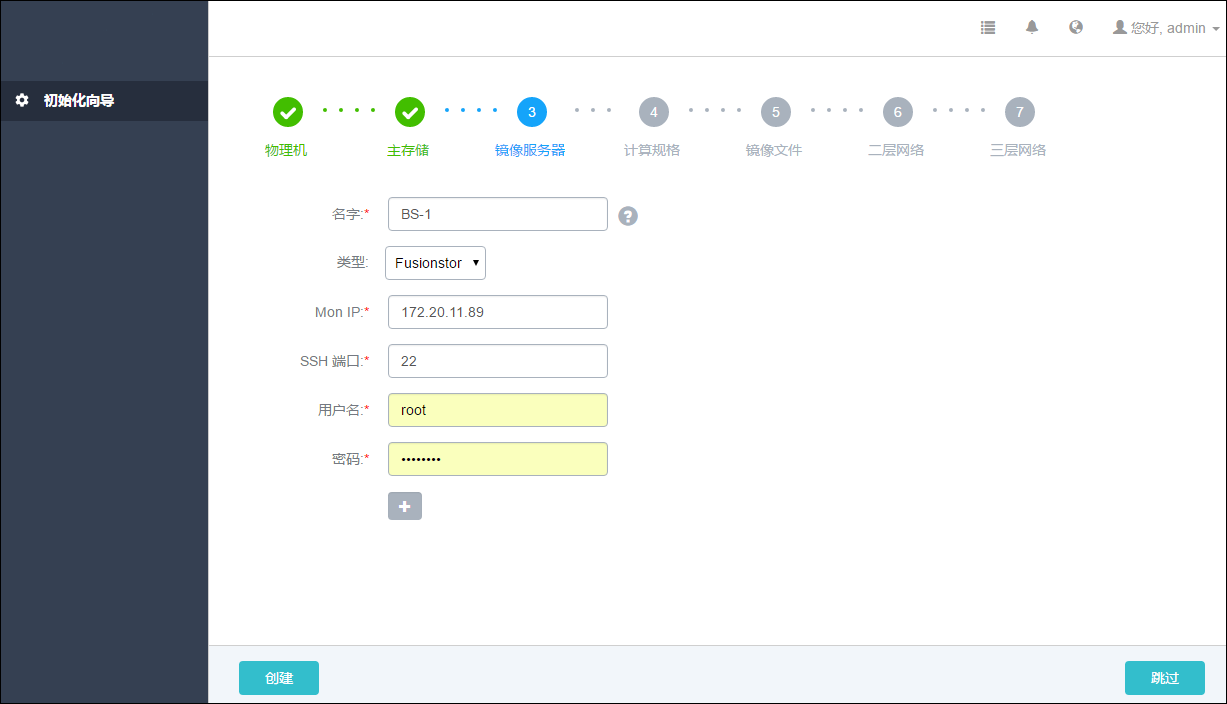 您好, admin
初始化向导
3 4 5 6 7
物理机 主存储 镜像服务器 计算规格 镜像文件 二层网络 三层网络
名字:* BS-1 ?
类型: Fusionstor
Mon IP:* 172.20.11.89
SSH 端口:* 22
用户名:* root
密码:* ••••••••
+
创建 跳过